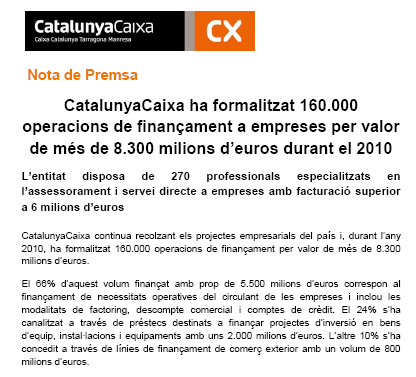 CatalunyaCaixa
Caixa Catalunya Tarragona Manresa
CX
Nota de Premsa
CatalunyaCaixa ha formalitzat 160.000
operacions de finançament a empreses per valor
de més de 8.300 milions d'euros durant el 2010
L'entitat disposa de 270 professionals especialitzats en
l'assessorament i servei directe a empreses amb facturació superior
a 6 milions d'euros
CatalunyaCaixa continua recolzant els projectes empresarials del país i, durant l'any
2010, ha formalitzat 160.000 operacions de finançament per valor de més de 8.300
milions d'euros.
El 66% d'aquest volum finançat amb prop de 5.500 milions d'euros correspon al
finançament de necessitats operatives del circulant de les empreses i inclou les
modalitats de factoring, descompte comercial i comptes de crèdit. El 24% s'ha
canalitzat a través de préstecs destinats a finançar projectes d'inversió en bens
d'equip, instal·lacions i equipaments amb uns 2.000 milions d'euros. L'altre 10% s'ha
concedit a través de línies de finançament de comerç exterior amb un volum de 800
milions d'euros.